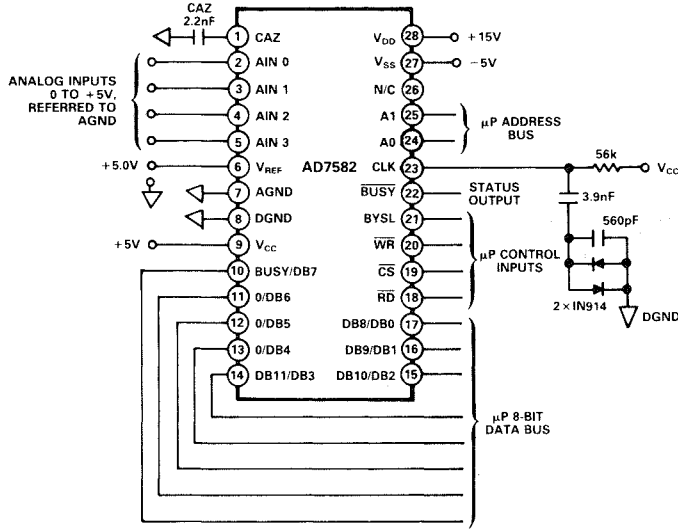 CAZ
2.2nF
1 CAZ
2 AIN 0
3 AIN 1
4 AIN 2
5 AIN 3
6 VREF
7 AGND
8 DGND
9 VCC
10 BUSY/DB7
11 0/DB6
12 0/DB5
13 0/DB4
14 DB11/DB3
ANALOG INPUTS
0 TO +5V,
REFERRED TO
AGND
+5.0V
+5V
AD7582
VDD 28 +15V
VSS 27 -5V
N/C 26
A1 25
A0 24
CLK 23
BUSY 22
BYSL 21
WR 20
CS 19
RD 18
DB8/DB0 17
DB9/DB1 16
DB10/DB2 15
μP ADDRESS
BUS
56k
VCC
3.9nF
560pF
2×IN914
DGND
STATUS
OUTPUT
μP CONTROL
INPUTS
μP 8-BIT
DATA BUS